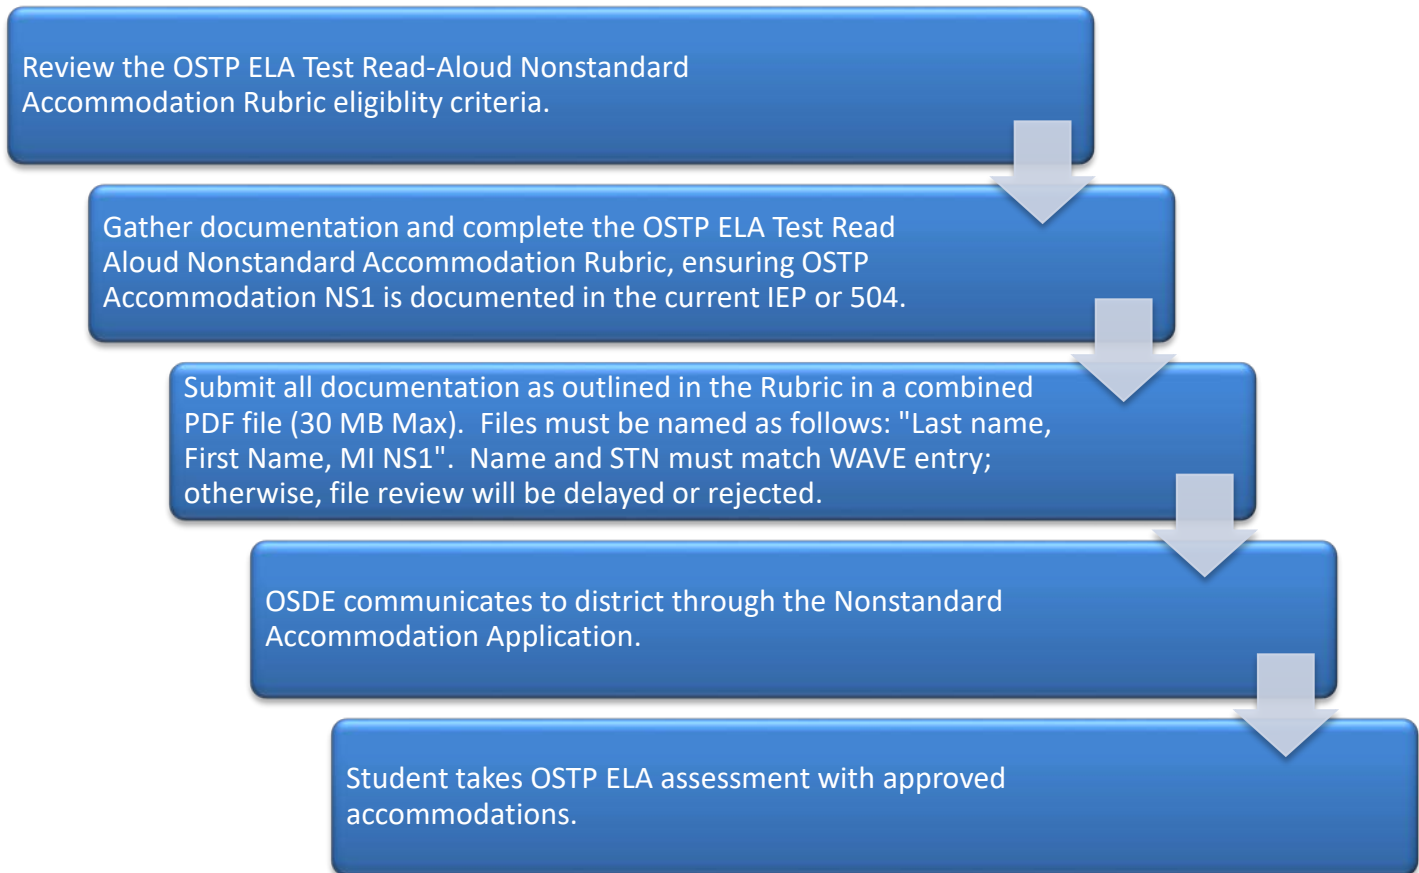 Review the OSTP ELA Test Read-Aloud Nonstandard
Accommodation Rubric eligiblity criteria.
Gather documentation and complete the OSTP ELA Test Read
Aloud Nonstandard Accommodation Rubric, ensuring OSTP
Accommodation NS1 is documented in the current IEP or 504.
Submit all documentation as outlined in the Rubric in a combined
PDF file (30 MB Max).  Files must be named as follows: "Last name,
First Name, MI NS1".  Name and STN must match WAVE entry;
otherwise, file review will be delayed or rejected.
OSDE communicates to district through the Nonstandard
Accommodation Application.
Student takes OSTP ELA assessment with approved
accommodations.